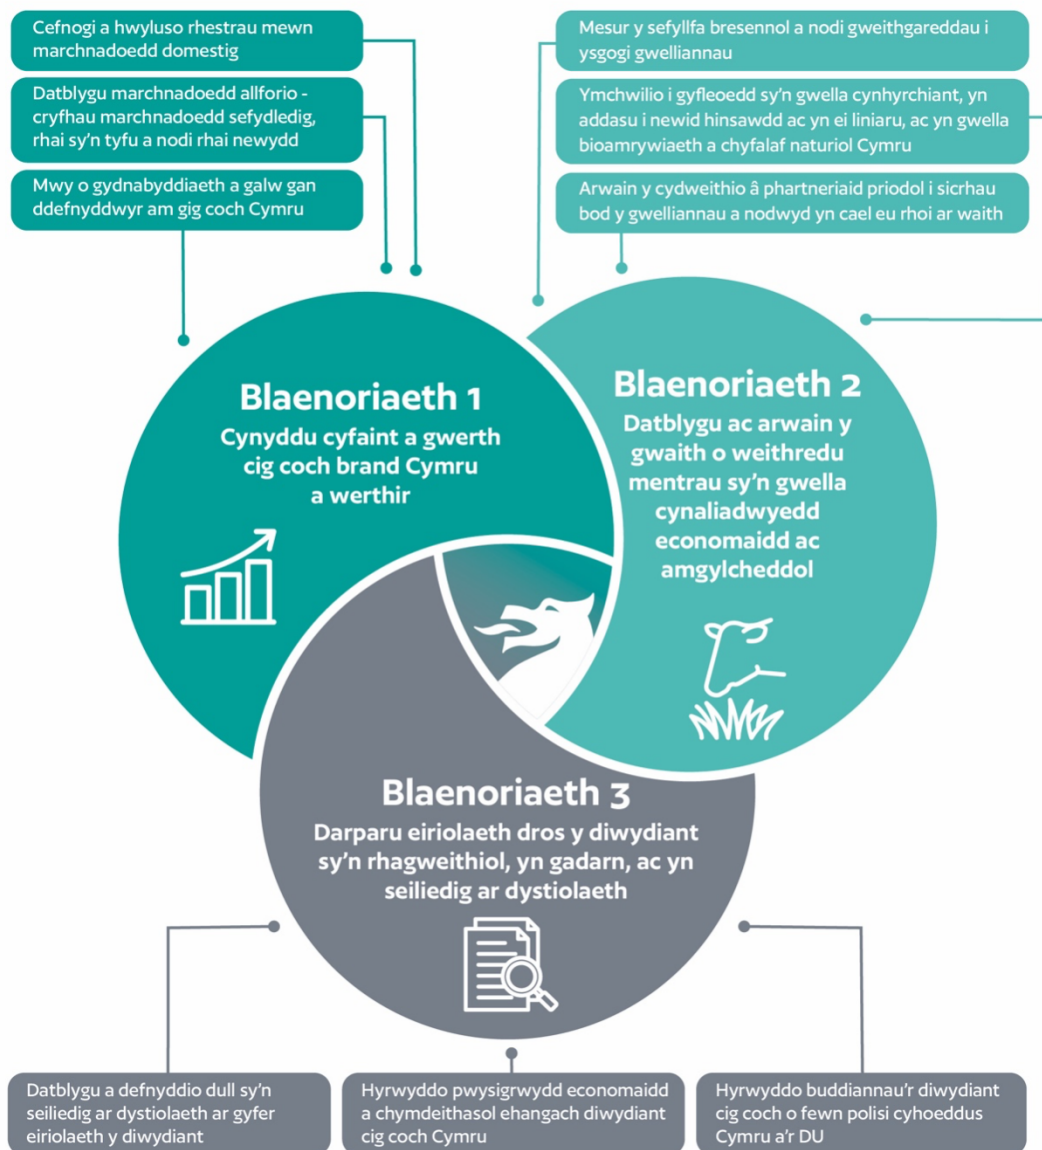 Cefnogi a hwyluso rhestrau mewn
marchnadoedd domestig
Datblygu marchnadoedd allforio -
cryfhau marchnadoedd sefydledig,
rhai sy'n tyfu a nodi rhai newydd
Mwy o gydnabyddiaeth a galw gan
ddefnyddwyr am gig coch Cymru
Mesur y sefyllfa bresennol a nodi gweithgareddau i
ysgogi gwelliannau
Ymchwilio i gyfleoedd sy'n gwella cynhyrchiant, yn
addasu i newid hinsawdd ac yn ei liniaru, ac yn gwella
bioamrywiaeth a chyfalaf naturiol Cymru
Arwain y cydweithio â phartneriaid priodol i sicrhau
bod y gwelliannau a nodwyd yn cael eu rhoi ar waith
Blaenoriaeth 1
Cynyddu cyfaint a gwerth
cig coch brand Cymru
a werthir
Blaenoriaeth 2
Datblygu ac arwain y
gwaith o weithredu
mentrau sy'n gwella
cynaliadwyedd
economaidd ac
amgylcheddol
Blaenoriaeth 3
Darparu eiriolaeth dros y diwydiant
sy'n rhagweithiol, yn gadarn, ac yn
seiliedig ar dystiolaeth
Datblygu a defnyddio dull sy'n
seiliedig ar dystiolaeth ar gyfer
eiriolaeth y diwydiant
Hyrwyddo pwysigrwydd economaidd
a chymdeithasol ehangach diwydiant
cig coch Cymru
Hyrwyddo buddiannau'r diwydiant
cig coch o fewn polisi cyhoeddus
Cymru a'r DU